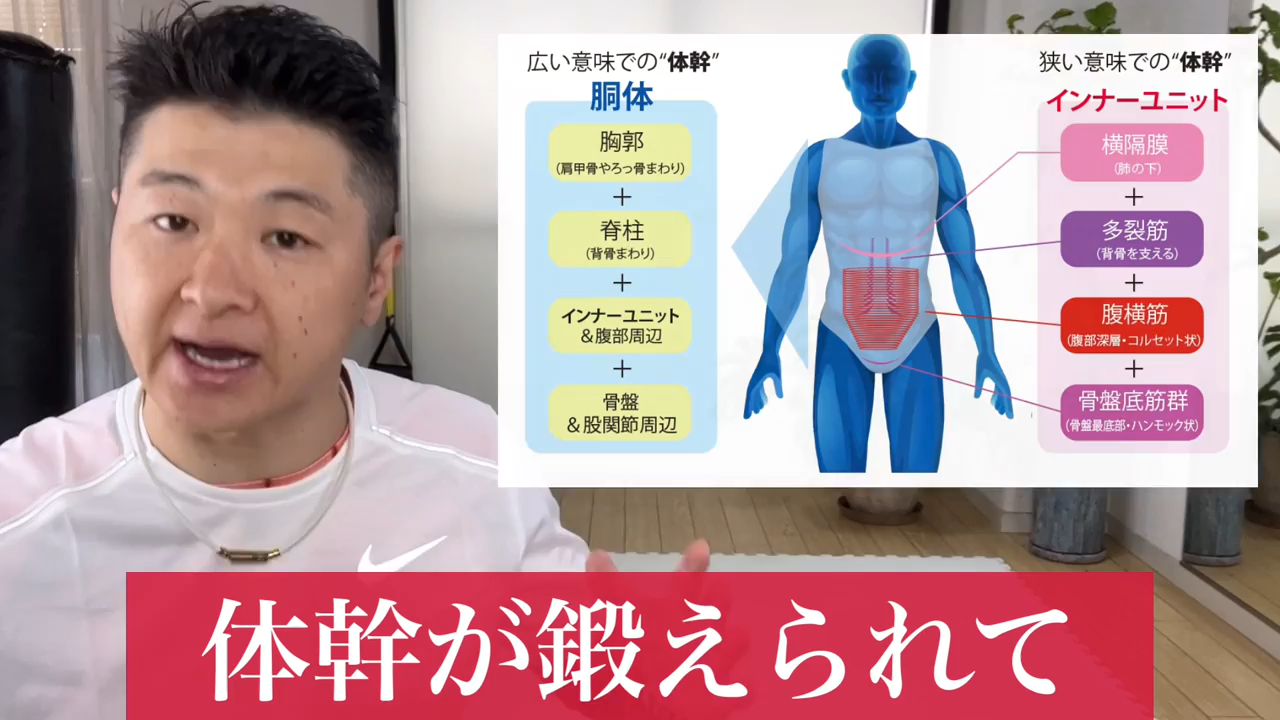 広い意味での“体幹”
胴体
胸郭
(肩甲骨やろっ骨まわり)
+
脊柱
(背骨まわり)
+
インナーユニット
&腹部周辺
+
骨盤
&股関節周辺
狭い意味での“体幹”
インナーユニット
横隔膜
(肺の下)
+
多裂筋
(背骨を支える)
+
腹横筋
(腹部深層・コルセット状)
+
骨盤底筋群
(骨盤最底部・ハンモック状)
体幹が鍛えられて